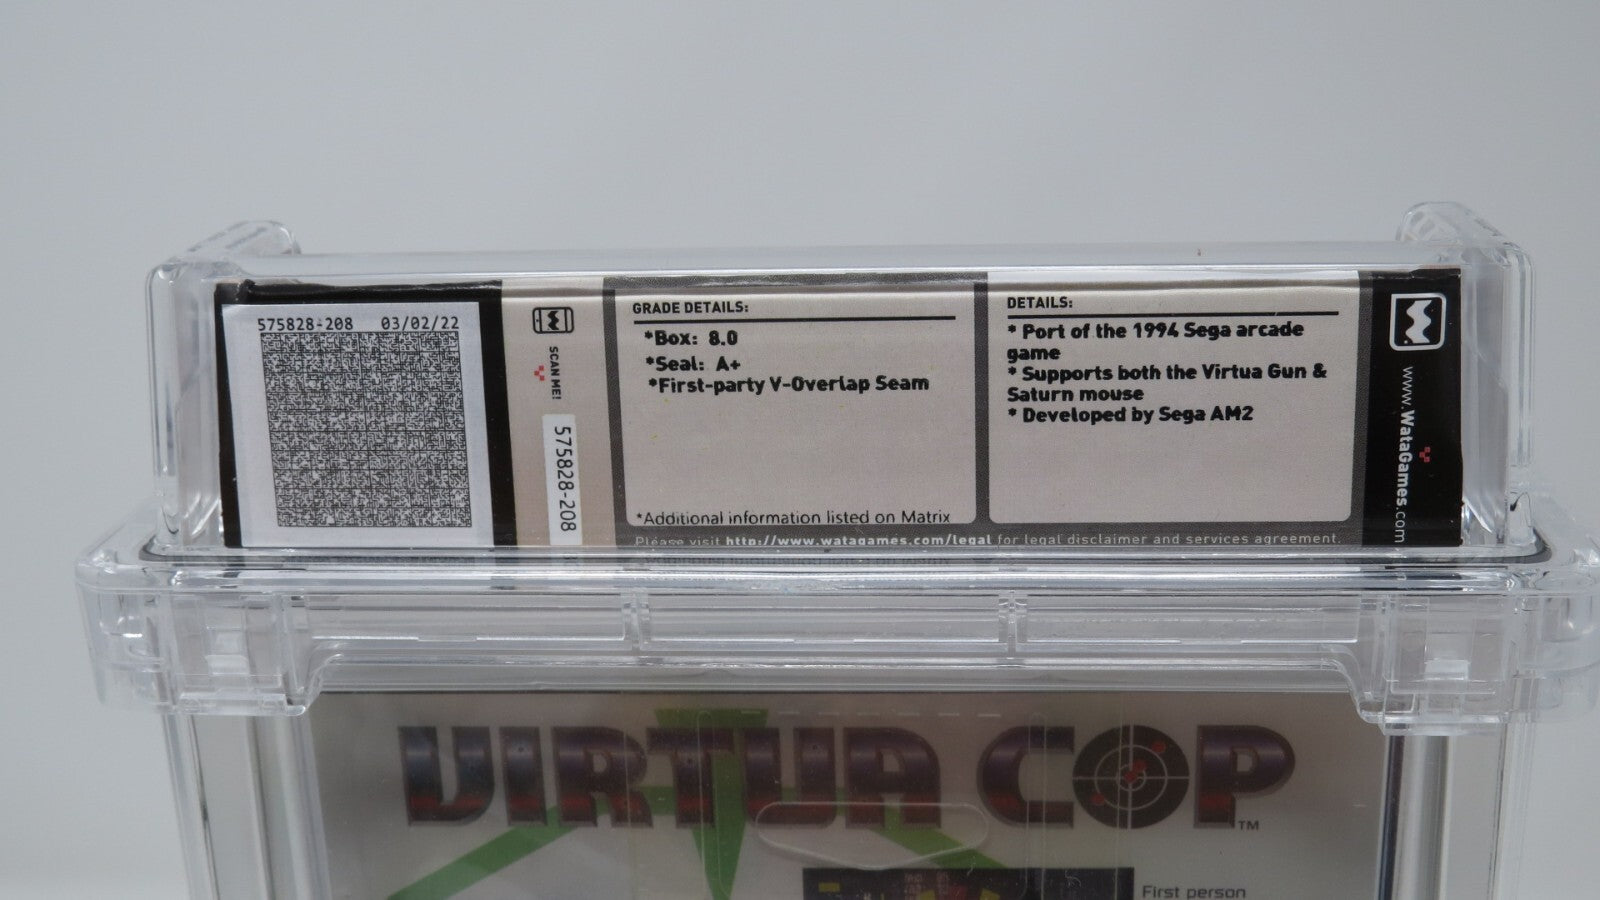 575828-208 03/02/22
SCAN ME!
575828-208
GRADE DETAILS:
*Box: 8.0
*Seal: A+
*First-party V-Overlap Seam
*Additional information listed on Matrix
DETAILS:
* Port of the 1994 Sega arcade
game
* Supports both the Virtua Gun &
Saturn mouse
* Developed by Sega AM2
Please visit http://www.watagames.com/legal for legal disclaimer and services agreement.
www.WataGames.com
VIRTUA COP™
First person